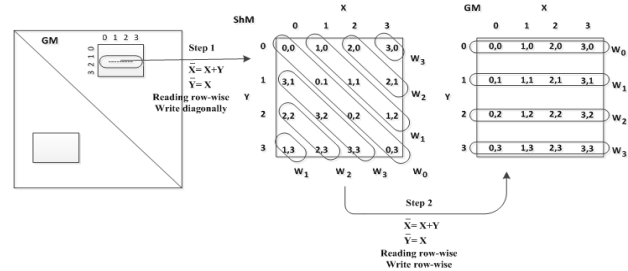 GM
0 1 2 3
3 2 1 0
Step 1
X̄= X+Y
Ȳ= X
Reading row-wise
Write diagonally
X
ShM
0 1 2 3
0 0,0 1,0 2,0 3,0 W3
1 3,1 0.1 1,1 2,1 W2
Y
2 2,2 3,2 0,2 1,2 W1
3 1,3 2,3 3,3 0,3
W1 W2 W3 W0
GM X
0 1 2 3
0 0,0 1,0 2,0 3,0 W0
1 0,1 1,1 2,1 3,1 W1
Y
2 0,2 1,2 2,2 3,2 W2
3 0,3 1,3 2,3 3,3 W3
Step 2
X̄= X+Y
Ȳ= X
Reading row-wise
Write row-wise